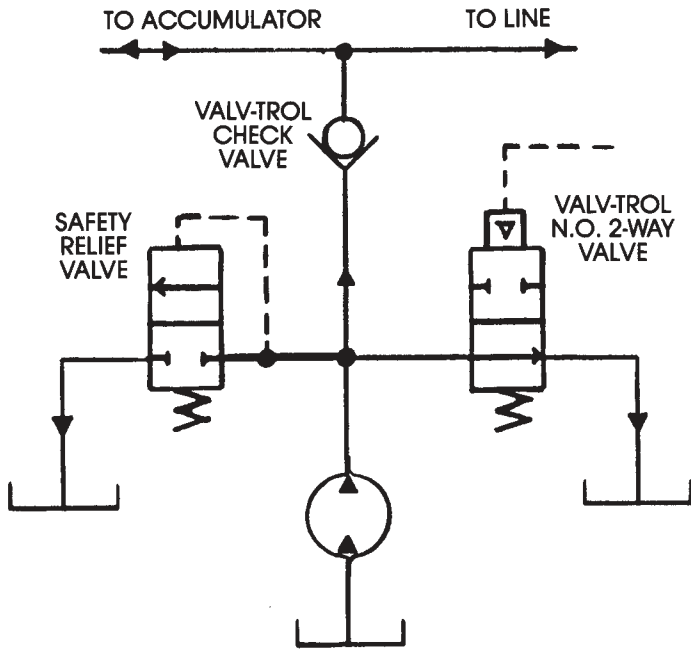 TO ACCUMULATOR
TO LINE
VALV-TROL
CHECK
VALVE
SAFETY
RELIEF
VALVE
VALV-TROL
N.O. 2-WAY
VALVE